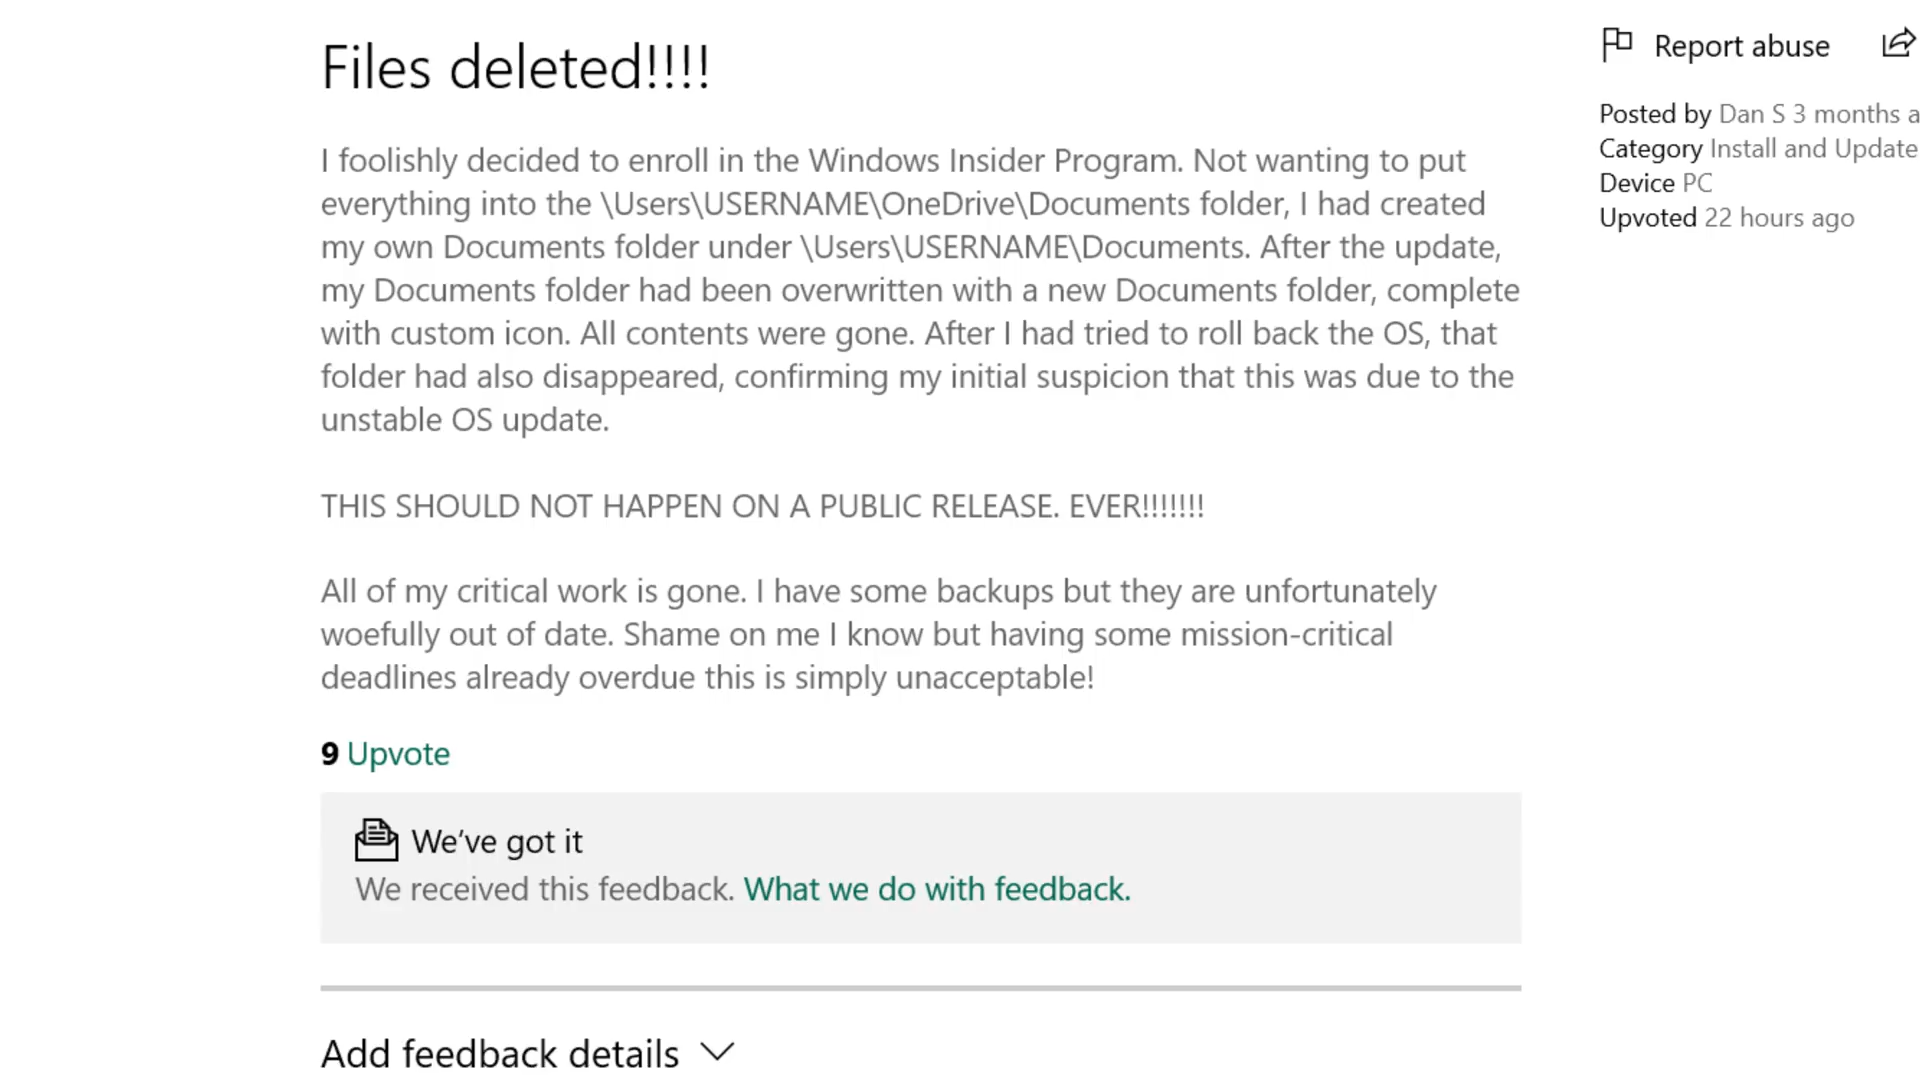 Files deleted!!!!
Report abuse
Posted by Dan S 3 months a
Category Install and Update
Device PC
Upvoted 22 hours ago
I foolishly decided to enroll in the Windows Insider Program. Not wanting to put
everything into the \Users\USERNAME\OneDrive\Documents folder, I had created
my own Documents folder under \Users\USERNAME\Documents. After the update,
my Documents folder had been overwritten with a new Documents folder, complete
with custom icon. All contents were gone. After I had tried to roll back the OS, that
folder had also disappeared, confirming my initial suspicion that this was due to the
unstable OS update.
THIS SHOULD NOT HAPPEN ON A PUBLIC RELEASE. EVER!!!!!!!
All of my critical work is gone. I have some backups but they are unfortunately
woefully out of date. Shame on me I know but having some mission-critical
deadlines already overdue this is simply unacceptable!
9 Upvote
We've got it
We received this feedback. What we do with feedback.
Add feedback details